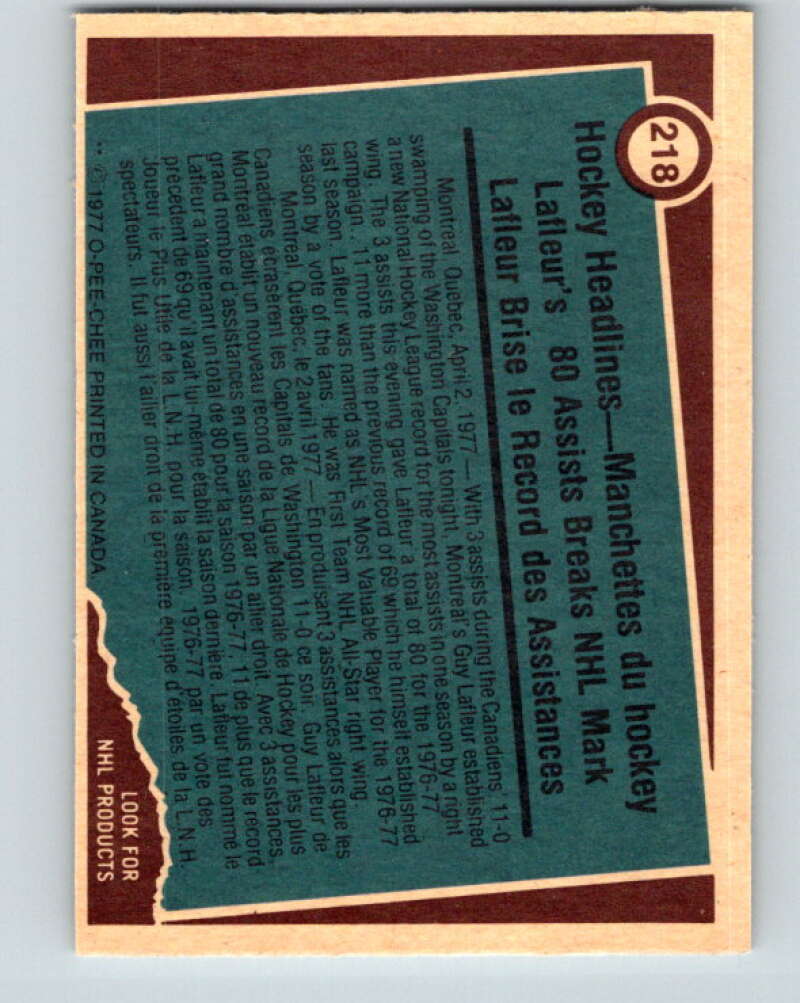 218
Hockey Headlines—Manchettes du hockey
Lafleur's 80 Assists Breaks NHL Mark
Lafleur Brise le Record des Assistances
Montreal, Quebec, April 2, 1977 — With 3 assists during the Canadiens' 11-0
swamping of the Washington Capitals tonight, Montreal's Guy Lafleur established
a new National Hockey League record for the most assists in one season by a right
wing. The 3 assists this evening gave Lafleur a total of 80 for the 1976-77
campaign. 11 more than the previous record of 69 which he himself established
last season. Lafleur was named as NHL's Most Valuable Player for the 1976-77
season by a vote of the fans. He was First Team NHL All-Star right wing.
Montréal, Québec, le 2 avril 1977 — En produisant 3 assistances alors que les
Canadiens écrasèrent les Capitals de Washington 11-0 ce soir, Guy Lafleur de
Montréal établit un nouveau record de la Ligue Nationale de Hockey pour les plus
grand nombe d'assistances en une saison par un ailier droit. Avec 3 assistances,
Lafleur a maintenant un total de 80 pour la saison 1976-77, 11 de plus que le record
précédent de 69 qu'il avait lui-même établit la saison dernière. Lafleur fut nommé le
Joueur le Plus Utile de la L.N.H. pour la saison. 1976-77 par un vote des
spectateurs. Il fut aussi l'ailier droit de la première équipe d'étoiles de la L.N.H.
** © 1977 O-PEE-CHEE PRINTED IN CANADA
LOOK FOR
NHL PRODUCTS